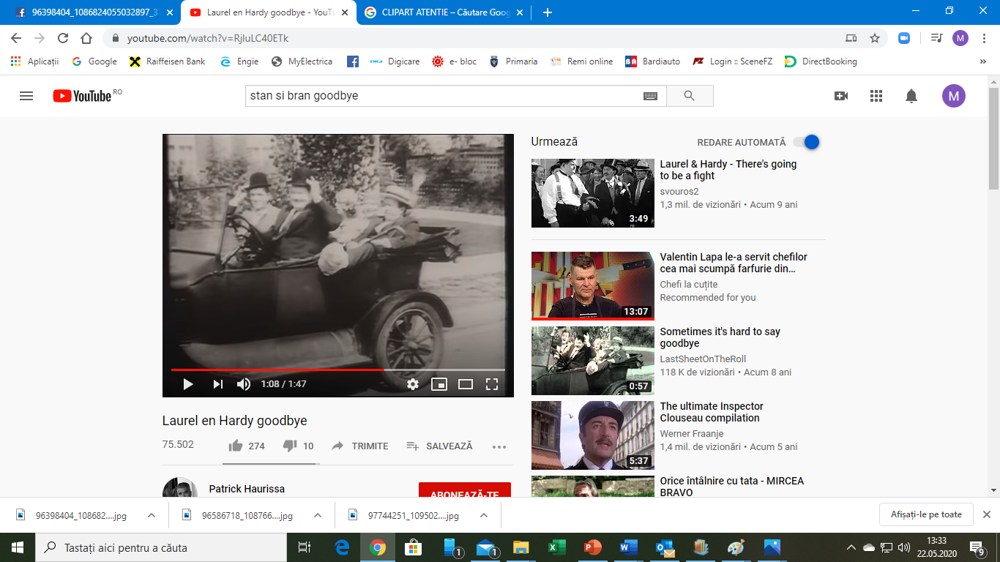 96398404_1086824055032897_37
Laurel en Hardy goodbye - YouTu
CLIPART ATENTIE – Căutare Goog
youtube.com/watch?v=RjluLC40ETk
M
Aplicații
Google
Raiffeisen Bank
Engie
MyElectrica
Digicare
e- bloc
Primaria
Remi online
Bardiauto
Login :: SceneFZ
DirectBooking
»
YouTube RO
stan si bran goodbye
M
Urmează
REDARE AUTOMATĂ
Laurel & Hardy - There's going
to be a fight
svouros2
1,3 mil. de vizionări • Acum 9 ani
3:49
Valentin Lapa le-a servit chefilor
cea mai scumpă farfurie din…
Chefi la cuțite
Recommended for you
13:07
Sometimes it's hard to say
goodbye
LastSheetOnTheRoll
118 K de vizionări • Acum 8 ani
0:57
The ultimate Inspector
Clouseau compilation
Werner Fraanje
1,4 mil. de vizionări • Acum 5 ani
5:37
Orice întâlnire cu tata - MIRCEA
BRAVO
1:08 / 1:47
Laurel en Hardy goodbye
75.502
274
10
TRIMITE
SALVEAZĂ
Patrick Haurissa
ABONEAZĂ-TE
96398404_108682....jpg
96586718_108766....jpg
97744251_109502....jpg
Afișați-le pe toate
Tastați aici pentru a căuta
1
1
13:33
22.05.2020
9